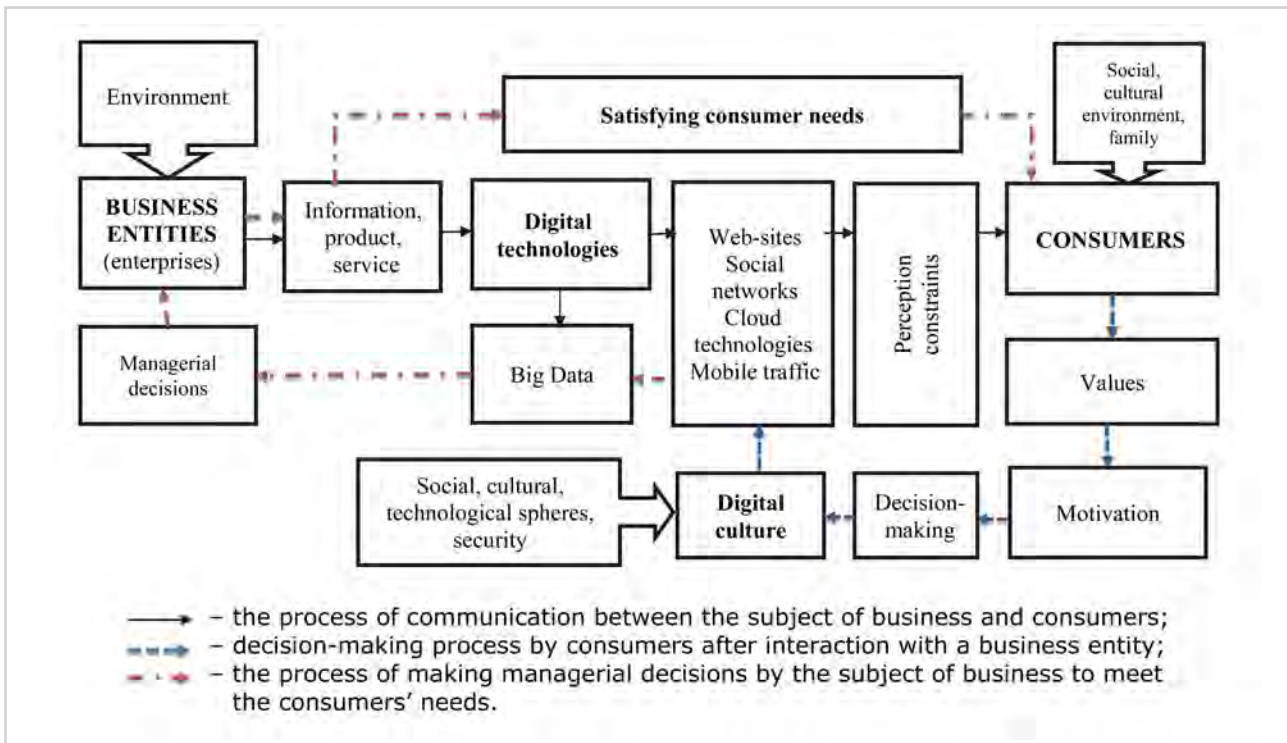 Environment
Satisfying consumer needs
Social,
cultural
environment,
family
BUSINESS
ENTITIES
(enterprises)
Information,
product,
service
Digital
technologies
Web-sites
Social
networks
Cloud
technologies
Mobile traffic
Perception
constraints
CONSUMERS
Managerial
decisions
Big Data
Values
Social, cultural,
technological spheres,
security
Digital
culture
Decision-
making
Motivation
– the process of communication between the subject of business and consumers;
– decision-making process by consumers after interaction with a business entity;
– the process of making managerial decisions by the subject of business to meet
the consumers’ needs.